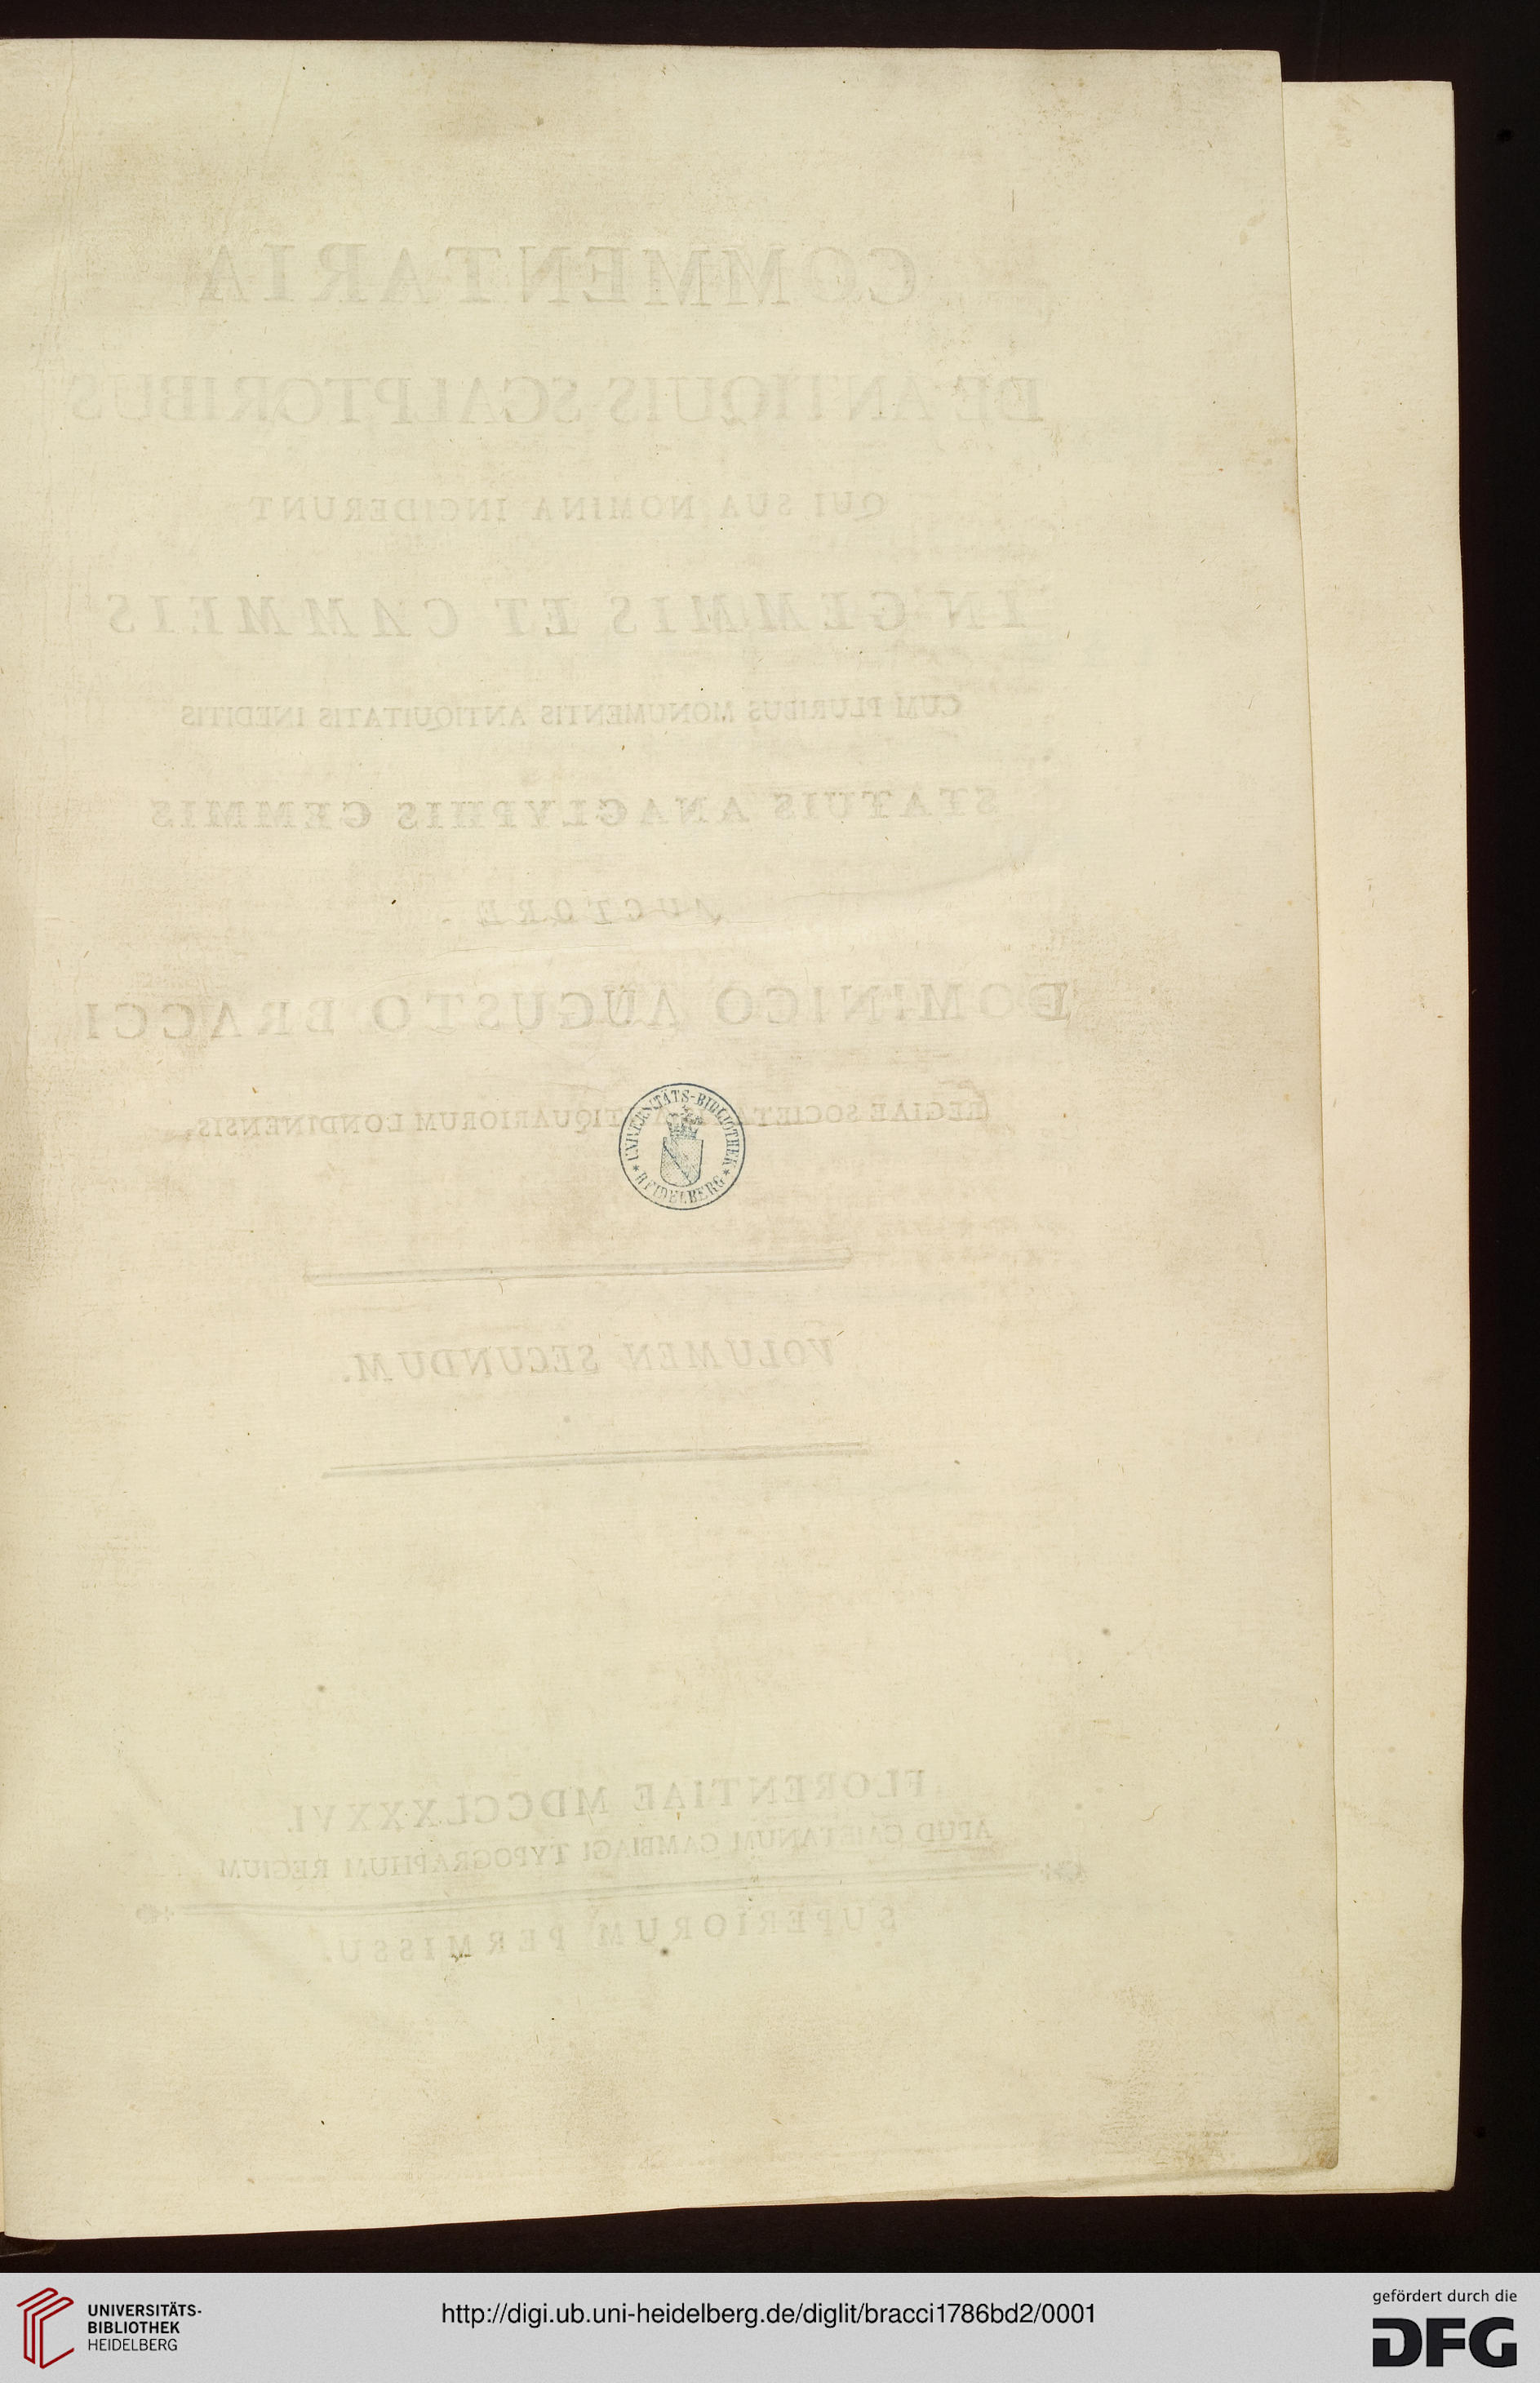 COMMENTARIA
DE ANTIQUIS SCALPTORIBUS
QUI SUA NOMINA INCIDERUNT
IN GEMMIS ET CAMMEIS
CUM PLURIBUS MONUMENTIS ANTIQUITATIS INEDITIS
STATUIS ANAGLYPHIS GEMMIS
AUCTORE
DOMINICO AUGUSTO BRACCI
REGIAE SOCIETA ANTIQUARIORUM LONDINENSIS.
UNIVERSITÄTS-BIBLIOTHEK
* HEIDELBERG *
VOLUMEN SECUNDUM.
FLORENTIAE MDCCLXXXVI.
APUD CAIETANUM CAMBIAGI TYPOGRAPHUM REGIUM
SUPERIORUM PERMISSU.
UNIVERSITÄTS-
BIBLIOTHEK
HEIDELBERG
http://digi.ub.uni-heidelberg.de/diglit/bracci1786bd2/0001
gefördert durch die
DFG